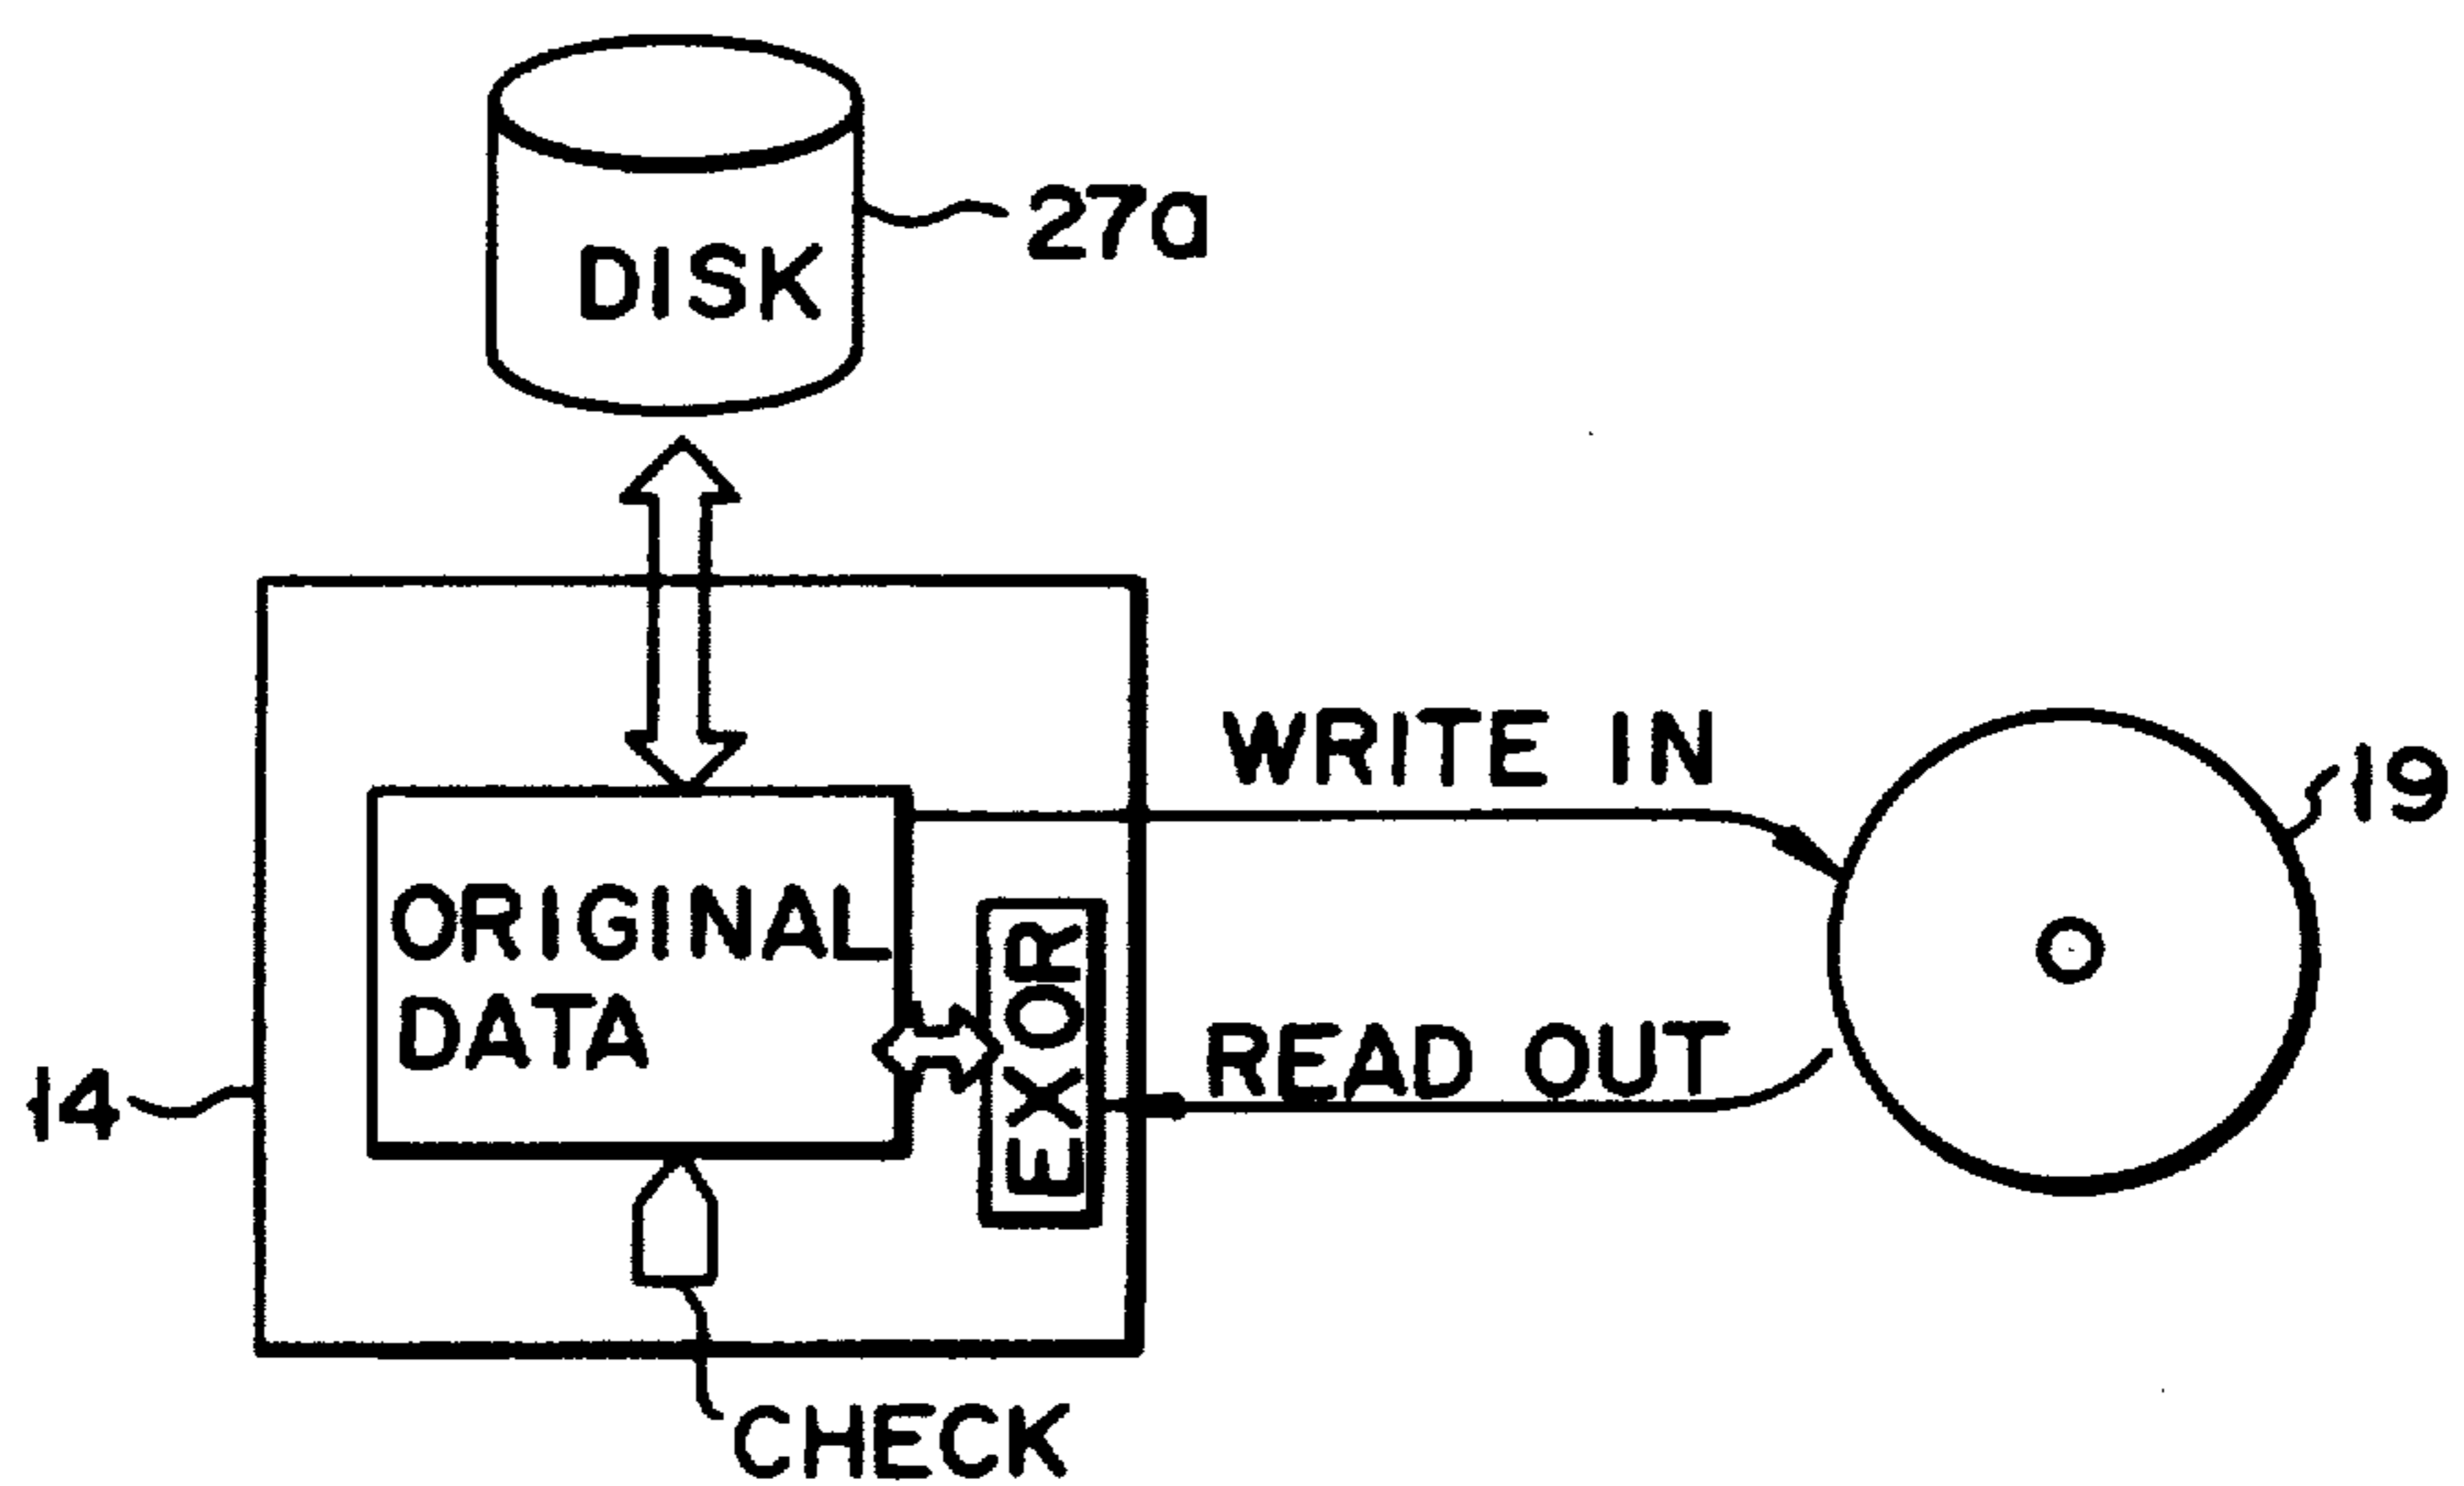 27a
DISK
WRITE IN
19
ORIGINAL
DATA
EXOR
READ OUT
14
CHECK